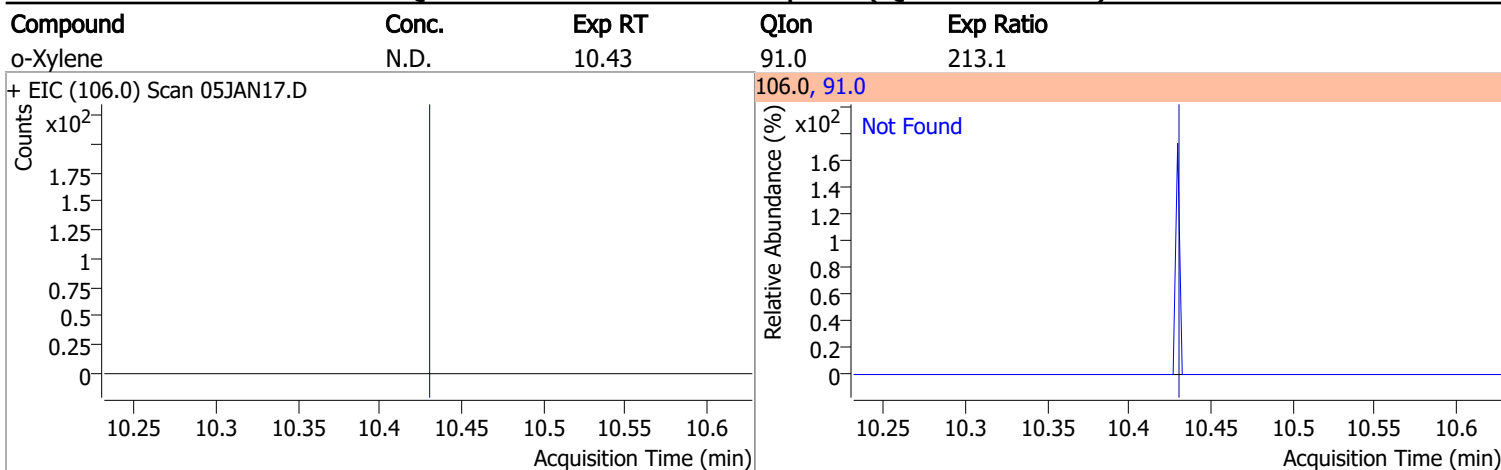 Compound Conc. Exp RT QIon Exp Ratio
o-Xylene N.D. 10.43 91.0 213.1
+ EIC (106.0) Scan 05JAN17.D
Counts
x10²
1.75
1.5
1.25
1
0.75
0.5
0.25
0
10.25 10.3 10.35 10.4 10.45 10.5 10.55 10.6
Acquisition Time (min)
106.0, 91.0
Relative Abundance (%)
x10²
Not Found
1.6
1.4
1.2
1
0.8
0.6
0.4
0.2
0
10.25 10.3 10.35 10.4 10.45 10.5 10.55 10.6
Acquisition Time (min)